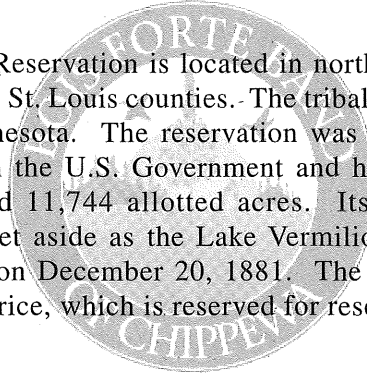 Reservation is located in north
St. Louis counties. The tribal
nesota. The reservation was
the U.S. Government and h
d 11,744 allotted acres. Its
et aside as the Lake Vermilio
on December 20, 1881. The
rice, which is reserved for rese
BOIS FORTE BAN
OF CHIPPEWA